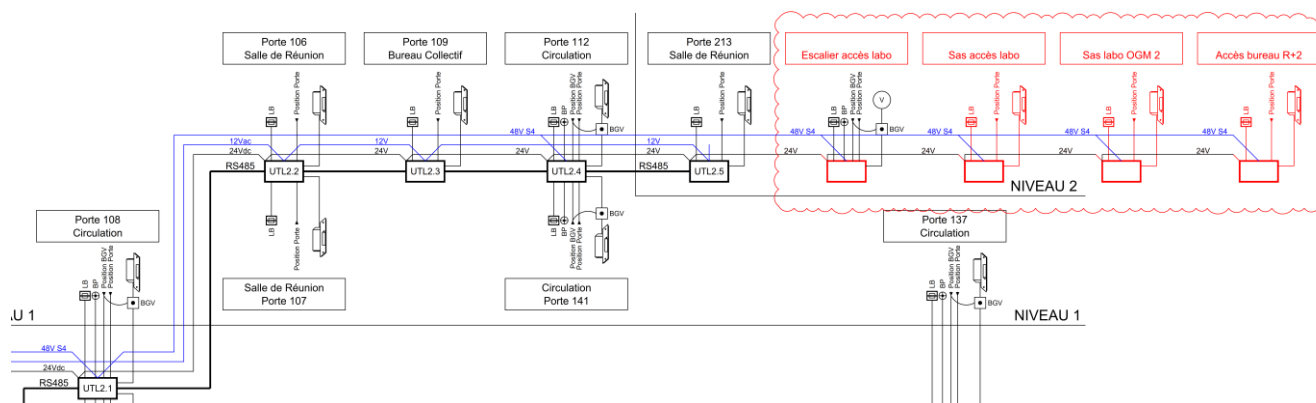 Porte 106
Salle de Réunion
Porte 109
Bureau Collectif
Porte 112
Circulation
Porte 213
Salle de Réunion
Escalier accès labo
Sas accès labo
Sas labo OGM 2
Accès bureau R+2
LB
Position Porte
LB
Position Porte
LB
BP
Position BGV
Position Porte
BGV
LB
Position Porte
LB
BP
Position BGV
Position Porte
V
BGV
LB
Position Porte
LB
Position Porte
LB
Position Porte
12Vac
12V
48V S4
12V
48V S4
48V S4
48V S4
48V S4
24Vdc
24V
24V
24V
24V
24V
24V
24V
RS485
UTL2.2
UTL2.3
UTL2.4
RS485
UTL2.5
NIVEAU 2
LB
Position Porte
LB
BP
Position BGV
Position Porte
BGV
Porte 108
Circulation
Salle de Réunion
Porte 107
Circulation
Porte 141
Porte 137
Circulation
LB
BP
Position BGV
Position Porte
BGV
LB
BP
Position BGV
Position Porte
BGV
AU 1
NIVEAU 1
48V S4
24Vdc
RS485
UTL2.1